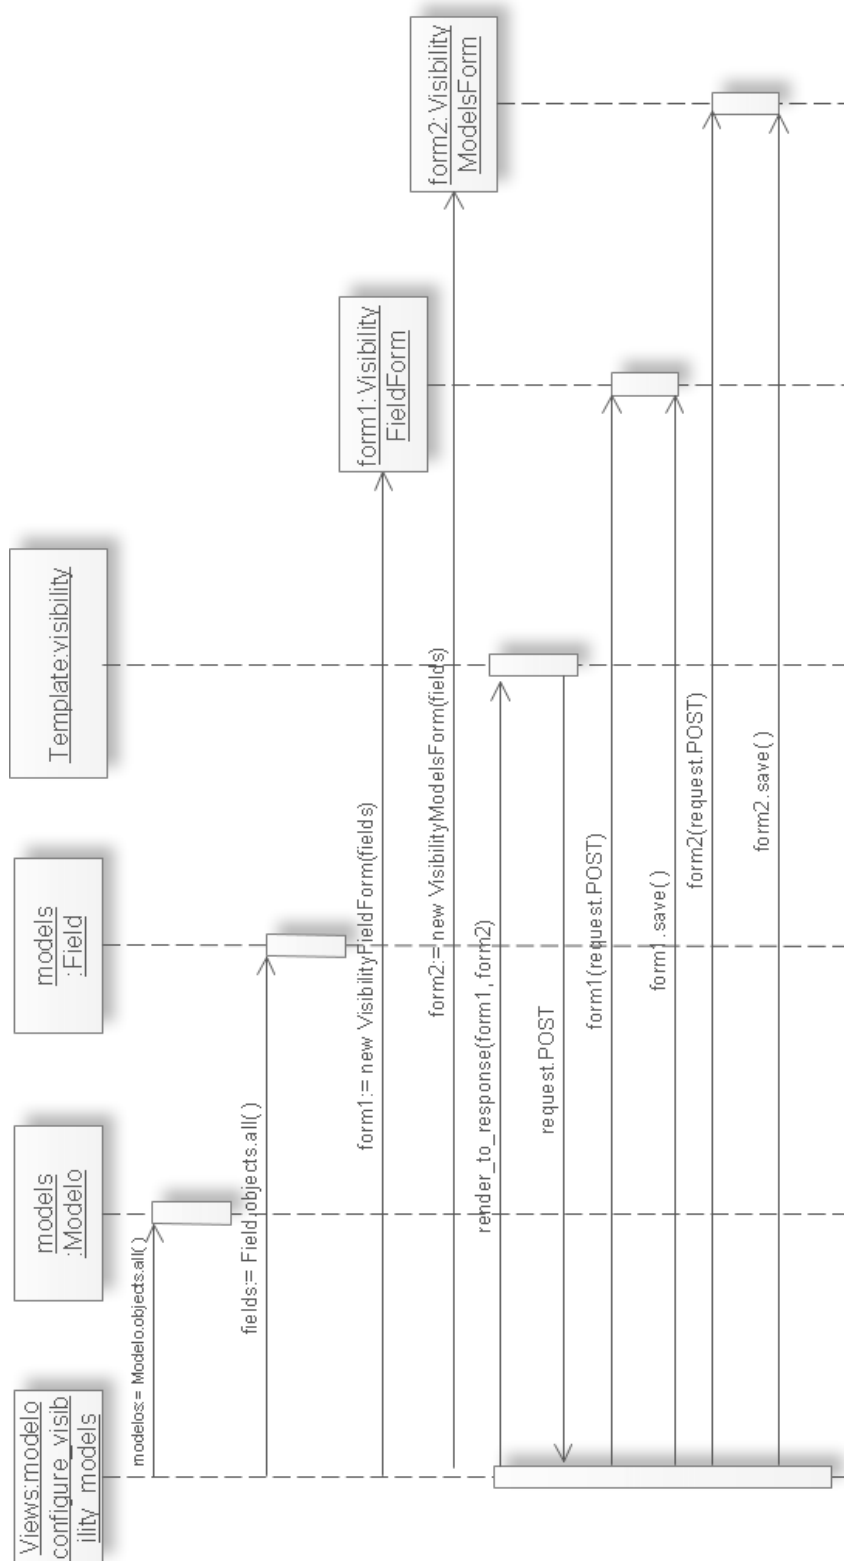 Views:modelo
configure_visib
ility_models
models
:Modelo
models
:Field
Template:visibility
form1: Visibility
FieldForm
form2: Visibility
ModelsForm
modelos:= Modelo.objects.all( )
fields:= Field.objects.all( )
form1:= new VisibilityFieldForm(fields)
form2:= new VisibilityModelsForm(fields)
render_to_response(form1, form2)
request.POST
form1(request.POST)
form1.save( )
form2(request.POST)
form2.save( )